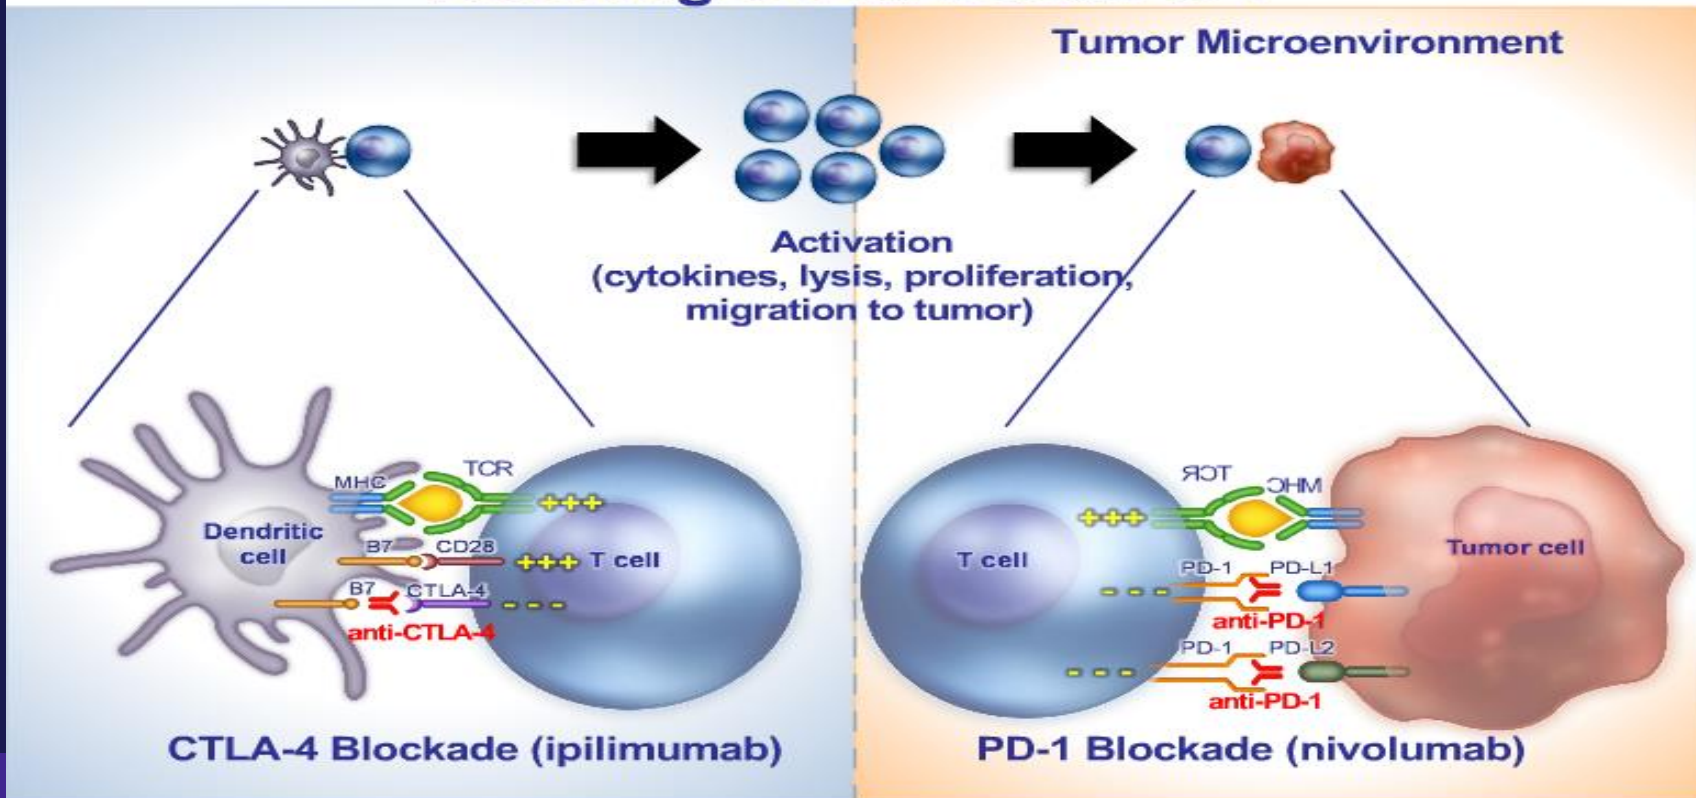 Tumor Microenvironment
Activation
(cytokines, lysis, proliferation,
migration to tumor)
MHC
TCR
+++
Dendritic
cell
B7
CD28
+++
T cell
B7
CTLA-4
- - -
anti-CTLA-4
TCR
MHC
+++
T cell
Tumor cell
PD-1
PD-L1
- - -
anti-PD-1
PD-1
PD-L2
- - -
anti-PD-1
CTLA-4 Blockade (ipilimumab)
PD-1 Blockade (nivolumab)